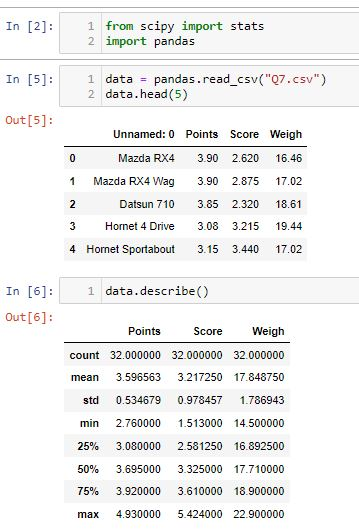 In [2]: 1 from scipy import stats
2 import pandas
In [5]: 1 data = pandas.read_csv("Q7.csv")
2 data.head(5)
Out[5]:
Unnamed: 0 Points Score Weigh
0 Mazda RX4 3.90 2.620 16.46
1 Mazda RX4 Wag 3.90 2.875 17.02
2 Datsun 710 3.85 2.320 18.61
3 Hornet 4 Drive 3.08 3.215 19.44
4 Hornet Sportabout 3.15 3.440 17.02
In [6]: 1 data.describe()
Out[6]:
Points Score Weigh
count 32.000000 32.000000 32.000000
mean 3.596563 3.217250 17.848750
std 0.534679 0.978457 1.786943
min 2.760000 1.513000 14.500000
25% 3.080000 2.581250 16.892500
50% 3.695000 3.325000 17.710000
75% 3.920000 3.610000 18.900000
max 4.930000 5.424000 22.900000